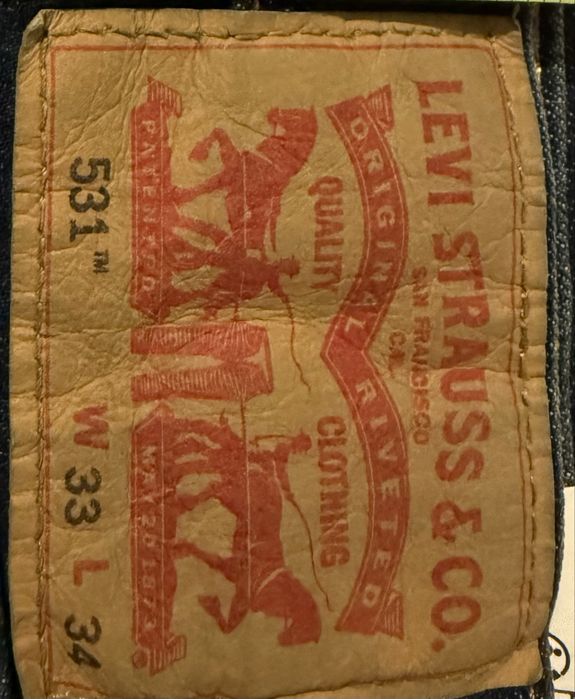 LEVI STRAUSS & CO.
SAN FRANCISCO
CAL
ORIGINAL RIVETED
QUALITY CLOTHING
PATENTED MAY 20 1873
531™ W 33 L 34